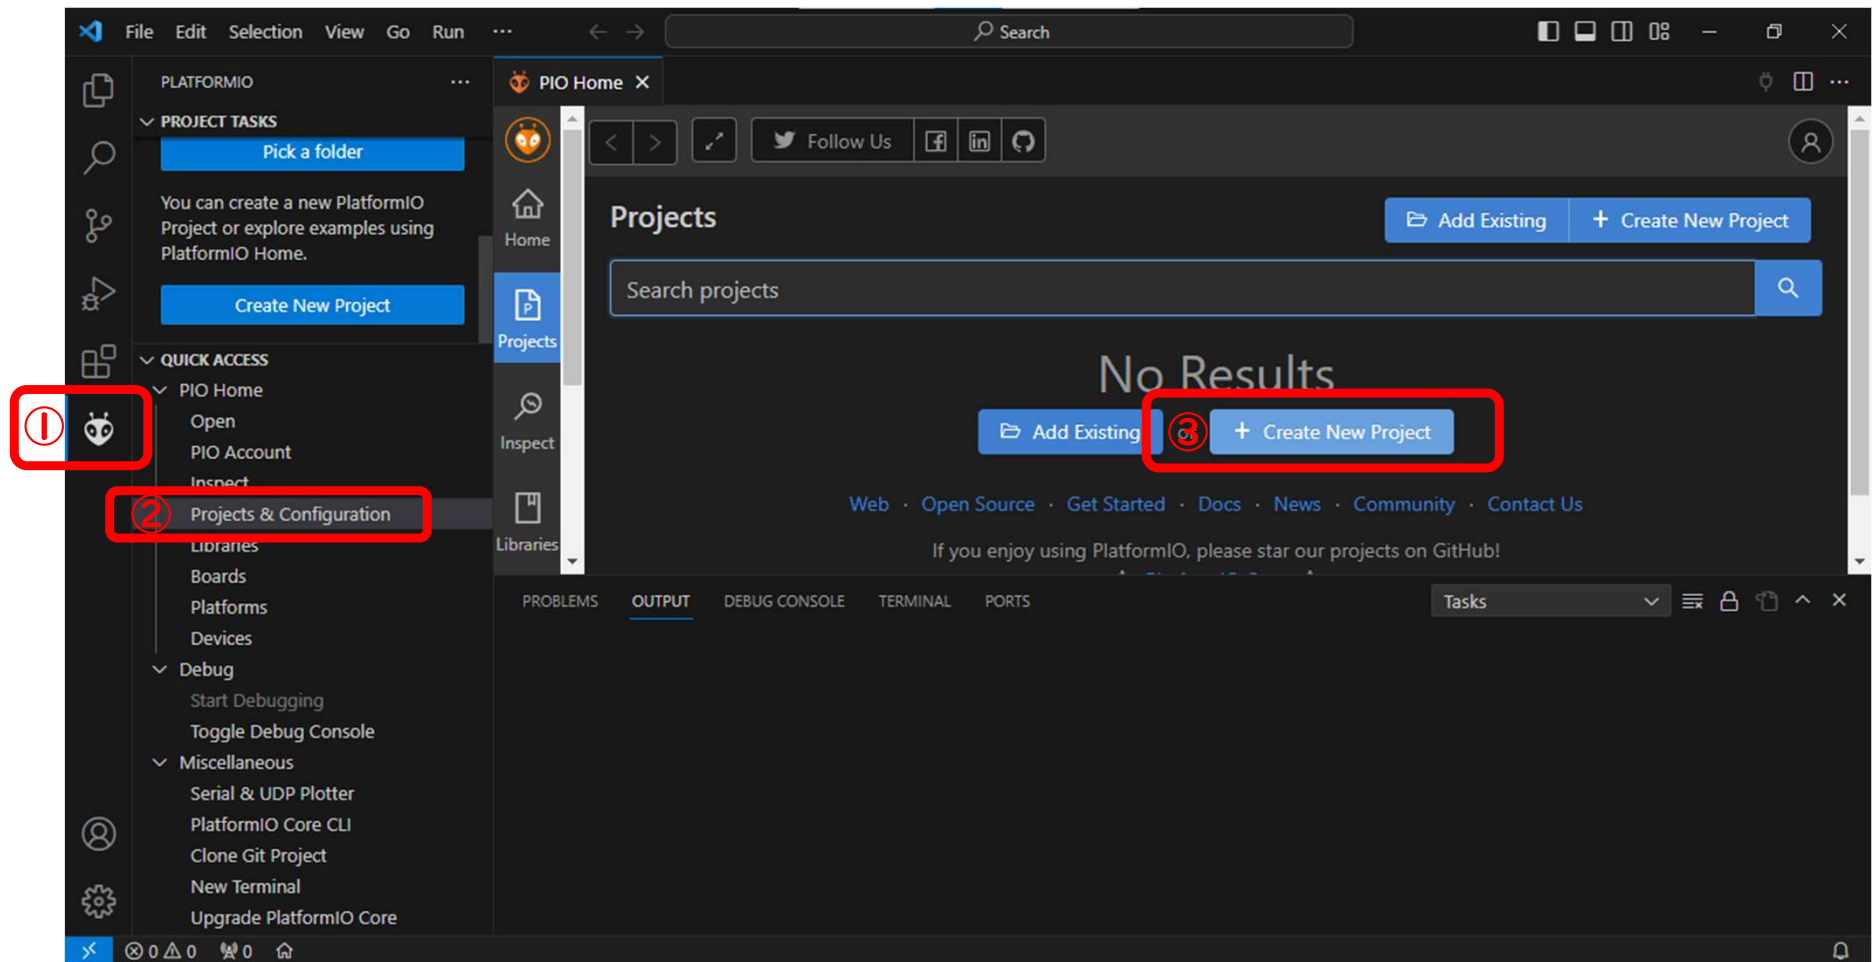 File Edit Selection View Go Run ··· Search
PLATFORMIO ···
PIO Home
PROJECT TASKS
Pick a folder
You can create a new PlatformIO
Project or explore examples using
PlatformIO Home.
Create New Project
QUICK ACCESS
PIO Home
①
Open
PIO Account
Inspect
② Projects & Configuration
Libraries
Boards
Platforms
Devices
Debug
Start Debugging
Toggle Debug Console
Miscellaneous
Serial & UDP Plotter
PlatformIO Core CLI
Clone Git Project
New Terminal
Upgrade PlatformIO Core
Home
Projects
Inspect
Libraries
Follow Us
Projects
Add Existing + Create New Project
Search projects
No Results
Add Existing or ③ + Create New Project
Web · Open Source · Get Started · Docs · News · Community · Contact Us
If you enjoy using PlatformIO, please star our projects on GitHub!
PROBLEMS OUTPUT DEBUG CONSOLE TERMINAL PORTS Tasks
0 0 0